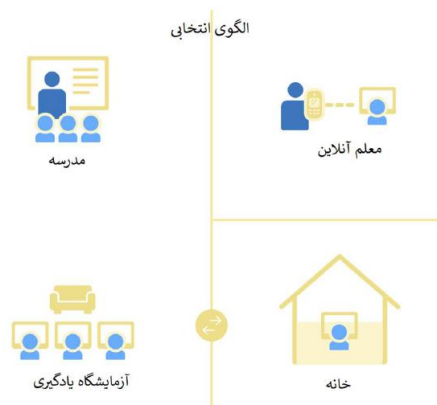 الگوی انتخابی
معلم آنلاین
مدرسه
خانه
آزمایشگاه یادگیری